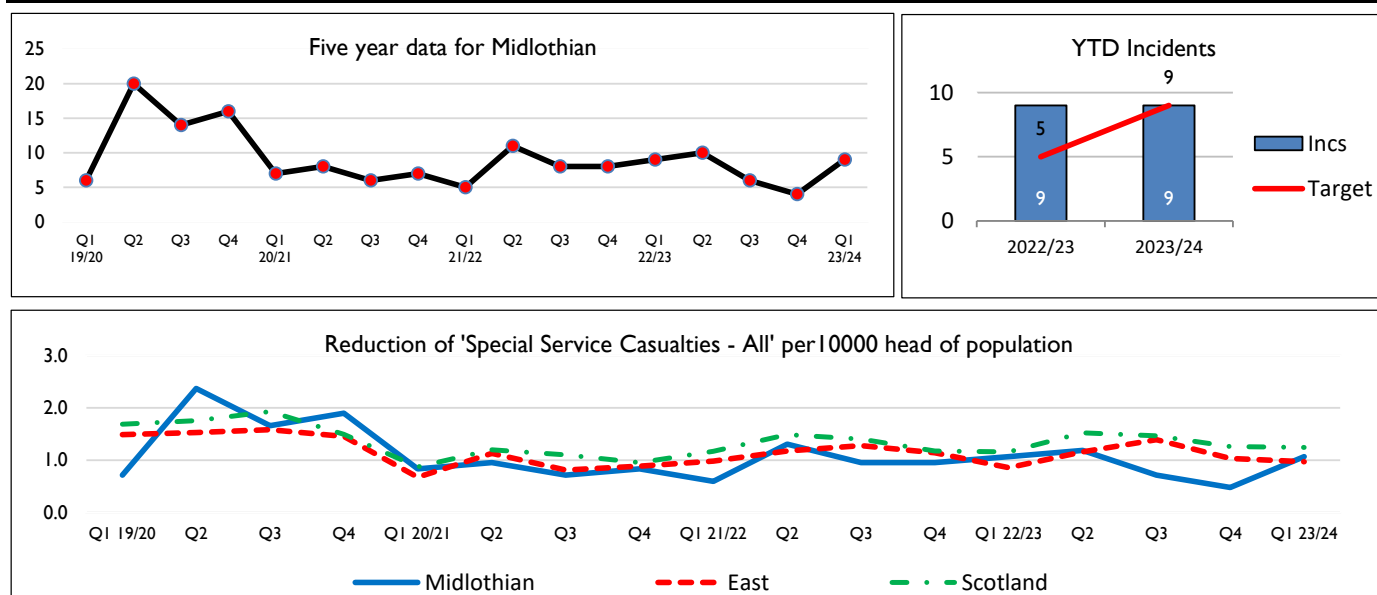 Five year data for Midlothian
25
20
15
10
5
0
Q1 Q2 Q3 Q4 Q1 Q2 Q3 Q4 Q1 Q2 Q3 Q4 Q1 Q2 Q3 Q4 Q1
19/20 20/21 21/22 22/23 23/24
YTD Incidents
9
10
5
5
9 9
0
2022/23 2023/24
Incs
Target
Reduction of 'Special Service Casualties - All' per10000 head of population
3.0
2.0
1.0
0.0
Q1 19/20 Q2 Q3 Q4 Q1 20/21 Q2 Q3 Q4 Q1 21/22 Q2 Q3 Q4 Q1 22/23 Q2 Q3 Q4 Q1 23/24
Midlothian East Scotland